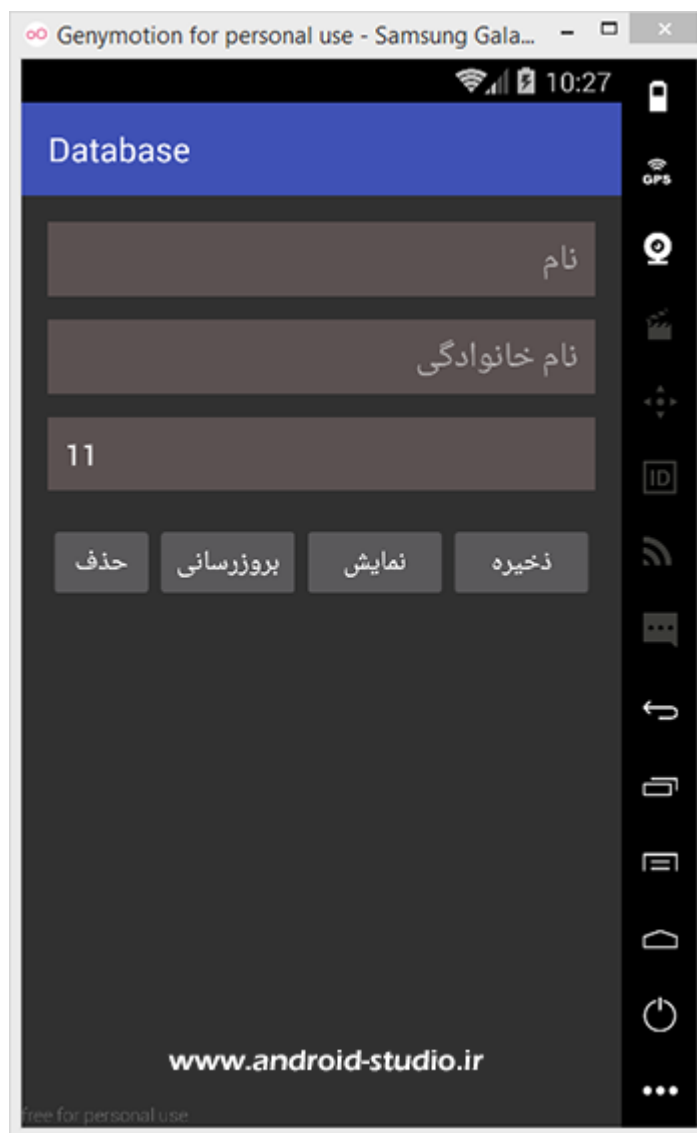 Genymotion for personal use - Samsung Gala...
10:27
Database
GPS
نام
نام خانوادگی
11
ID
ذخیره نمایش بروزرسانی حذف
www.android-studio.ir
free for personal use